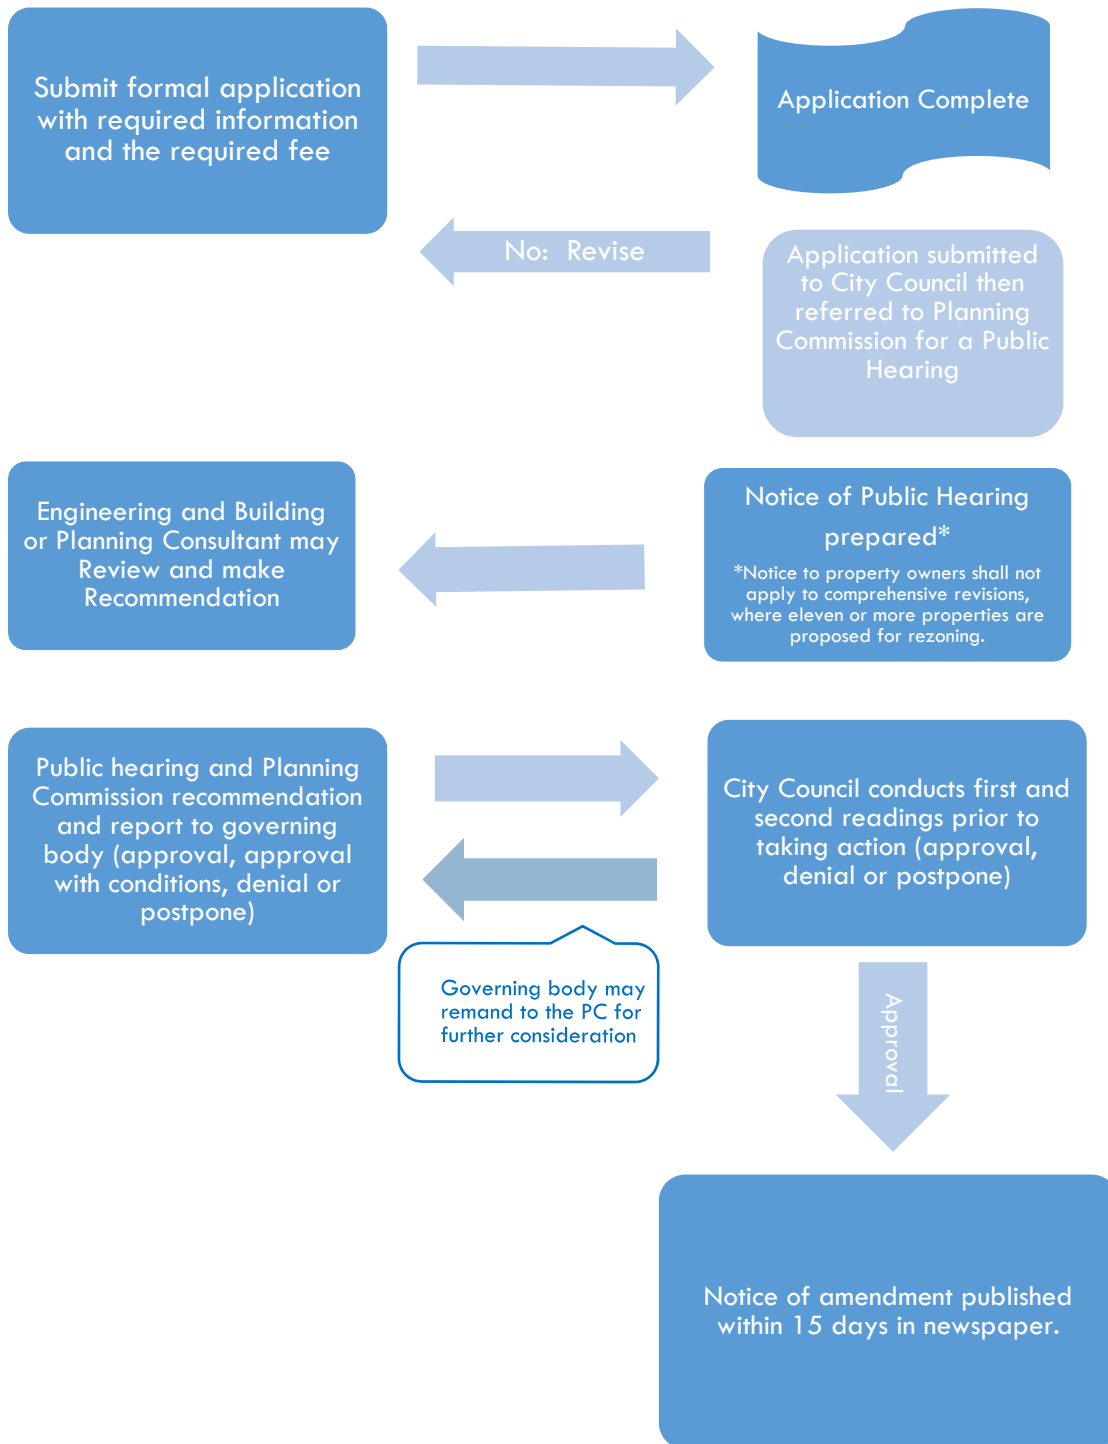 Submit formal application
with required information
and the required fee
Application Complete
No:  Revise
Application submitted
to City Council then
referred to Planning
Commission for a Public
Hearing
Engineering and Building
or Planning Consultant may
Review and make
Recommendation
Notice of Public Hearing
prepared*
*Notice to property owners shall not
apply to comprehensive revisions,
where eleven or more properties are
proposed for rezoning.
Public hearing and Planning
Commission recommendation
and report to governing
body (approval, approval
with conditions, denial or
postpone)
City Council conducts first and
second readings prior to
taking action (approval,
denial or postpone)
Governing body may
remand to the PC for
further consideration
Approval
Notice of amendment published
within 15 days in newspaper.